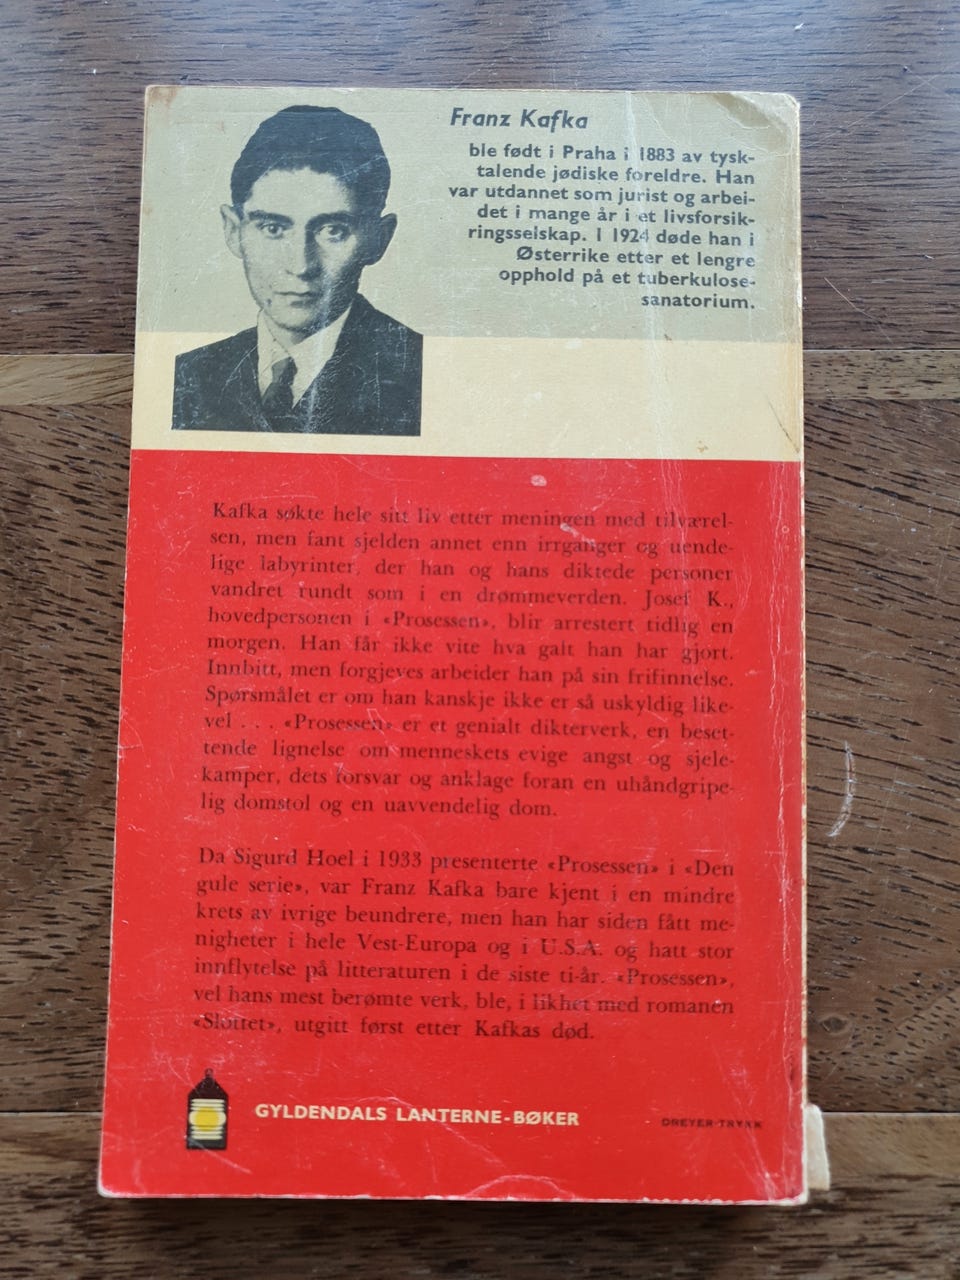 Franz Kafka
ble født i Praha i 1883 av tysk-
talende jødiske foreldre. Han
var utdannet som jurist og arbei-
det i mange år i et livsforsik-
ringsselskap. I 1924 døde han i
Østerrike etter et lengre
opphold på et tuberkulose-
sanatorium.
Kafka søkte hele sitt liv etter meningen med tilværel-
sen, men fant sjelden annet enn irrganger og uende-
lige labyrinter, der han og hans diktede personer
vandret rundt som i en drømmeverden. Josef K.,
hovedpersonen i «Prosessen», blir arrestert tidlig en
morgen. Han får ikke vite hva galt han har gjort.
Innbitt, men forgjeves arbeider han på sin frifinnelse.
Spørsmålet er om han kanskje ikke er så uskyldig like-
vel . . . «Prosessen» er et genialt dikterverk, en beset-
tende lignelse om menneskets evige angst og sjele-
kamper, dets forsvar og anklage foran en uhåndgripe-
lig domstol og en uavvendelig dom.
Da Sigurd Hoel i 1933 presenterte «Prosessen» i «Den
gule serie», var Franz Kafka bare kjent i en mindre
krets av ivrige beundrere, men han har siden fått me-
nigheter i hele Vest-Europa og i U.S.A. og hatt stor
innflytelse på litteraturen i de siste ti-år. «Prosessen»,
vel hans mest berømte verk, ble, i likhet med romanen
«Slottet», utgitt først etter Kafkas død.
GYLDENDALS LANTERNE-BØKER
DREYER-TRYKK